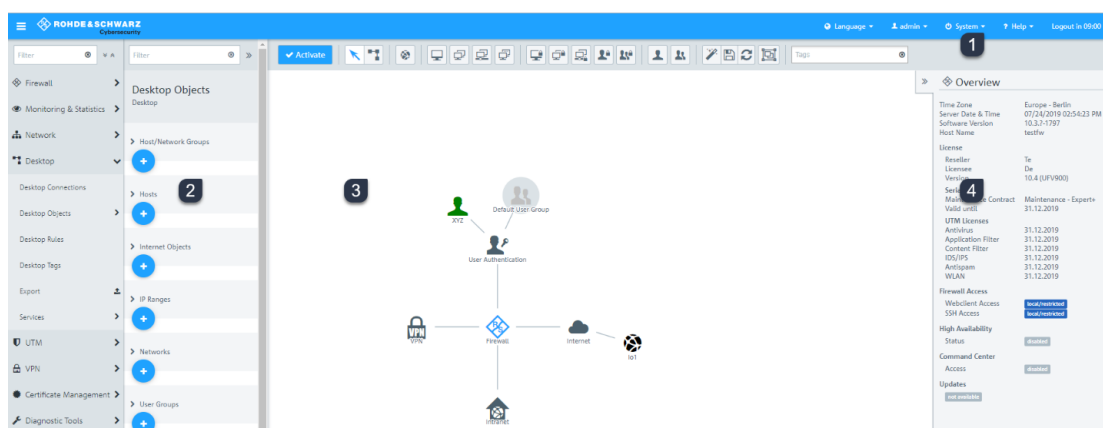 ROHDE & SCHWARZ
Cybersecurity
Language
admin
System
Help
Logout in 09:00
1
Filter
Filter
Activate
Tags
Firewall
Monitoring & Statistics
Network
Desktop
Desktop Connections
Desktop Objects
Desktop Rules
Desktop Tags
Export
Services
UTM
VPN
Certificate Management
Diagnostic Tools
Desktop Objects
Desktop
Host/Network Groups
Hosts
2
Internet Objects
IP Ranges
Networks
User Groups
3
Default User Group
XYZ
User Authentication
VPN
VPN
Firewall
Internet
IoT
Intranet
Overview
Time Zone Europe - Berlin
Server Date & Time 07/24/2019 02:54:23 PM
Software Version 10.3.?-1797
Host Name testfw
License
Reseller Te
Licensee De
Version 10.4 (UFV900)
4
Contract Maintenance - Expert+
Valid until 31.12.2019
UTM Licenses
Antivirus 31.12.2019
Application Filter 31.12.2019
Content Filter 31.12.2019
IDS/IPS 31.12.2019
Antispam 31.12.2019
WLAN 31.12.2019
Firewall Access
Webclient Access local/restricted
SSH Access local/restricted
High Availability
Status disabled
Command Center
Access disabled
Updates
not available